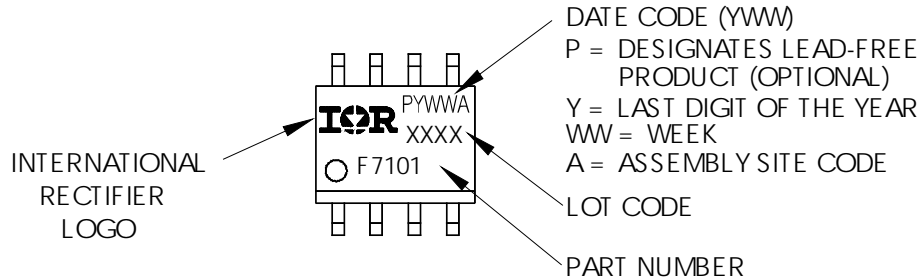 DATE CODE (YWW)
P = DESIGNATES LEAD-FREE
PRODUCT (OPTIONAL)
Y = LAST DIGIT OF THE YEAR
WW = WEEK
A = ASSEMBLY SITE CODE
LOT CODE
PART NUMBER
INTERNATIONAL
RECTIFIER
LOGO
IOR
PYWWA
XXXX
F7101